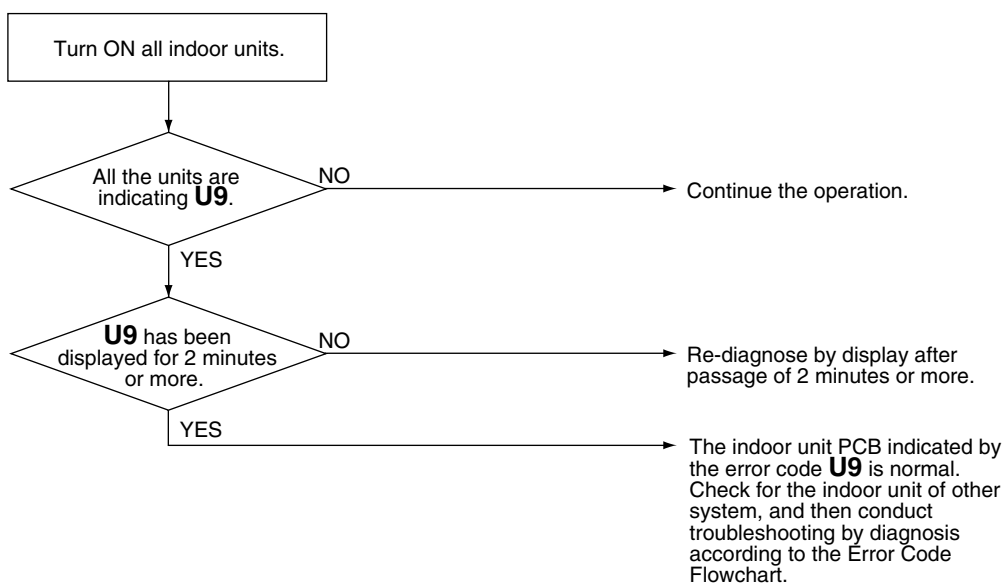 Turn ON all indoor units.
All the units are
indicating U9.
NO
Continue the operation.
YES
U9 has been
displayed for 2 minutes
or more.
NO
Re-diagnose by display after
passage of 2 minutes or more.
YES
The indoor unit PCB indicated by
the error code U9 is normal.
Check for the indoor unit of other
system, and then conduct
troubleshooting by diagnosis
according to the Error Code
Flowchart.